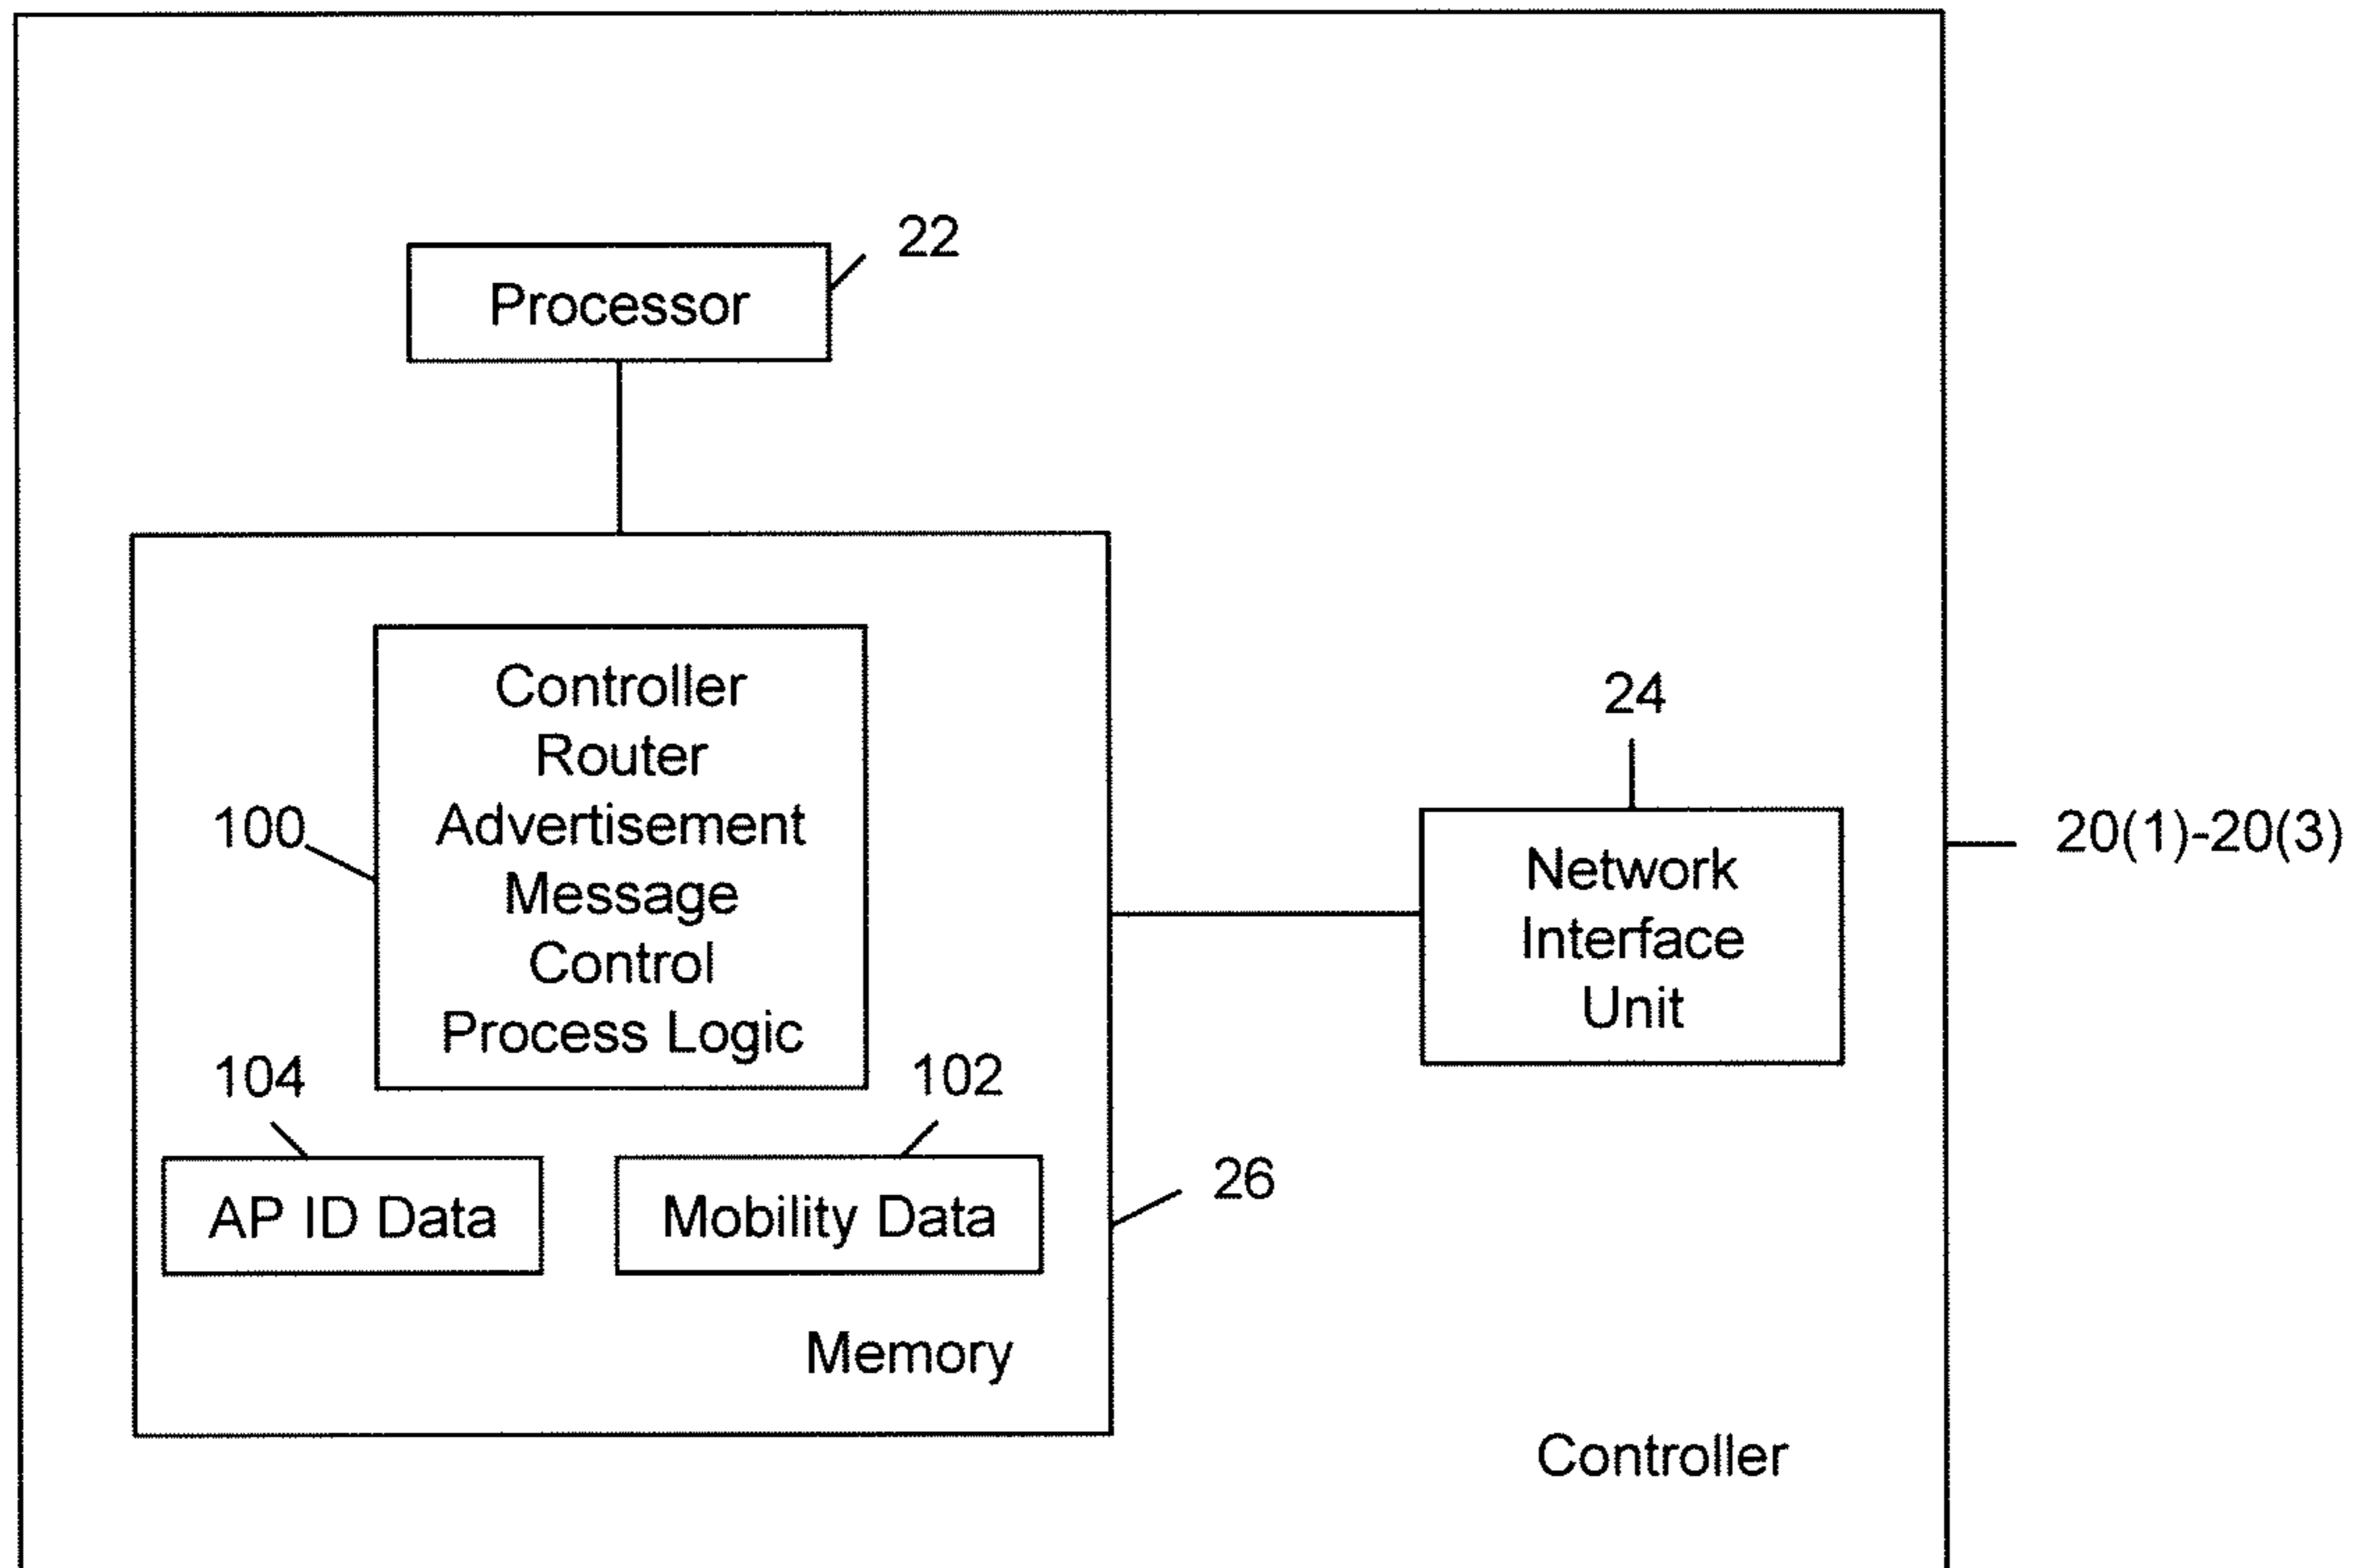 22
Processor
Controller
Router
Advertisement
Message
Control
Process Logic
100
24
Network
Interface
Unit
20(1)-20(3)
104
102
AP ID Data
Mobility Data
26
Memory
Controller